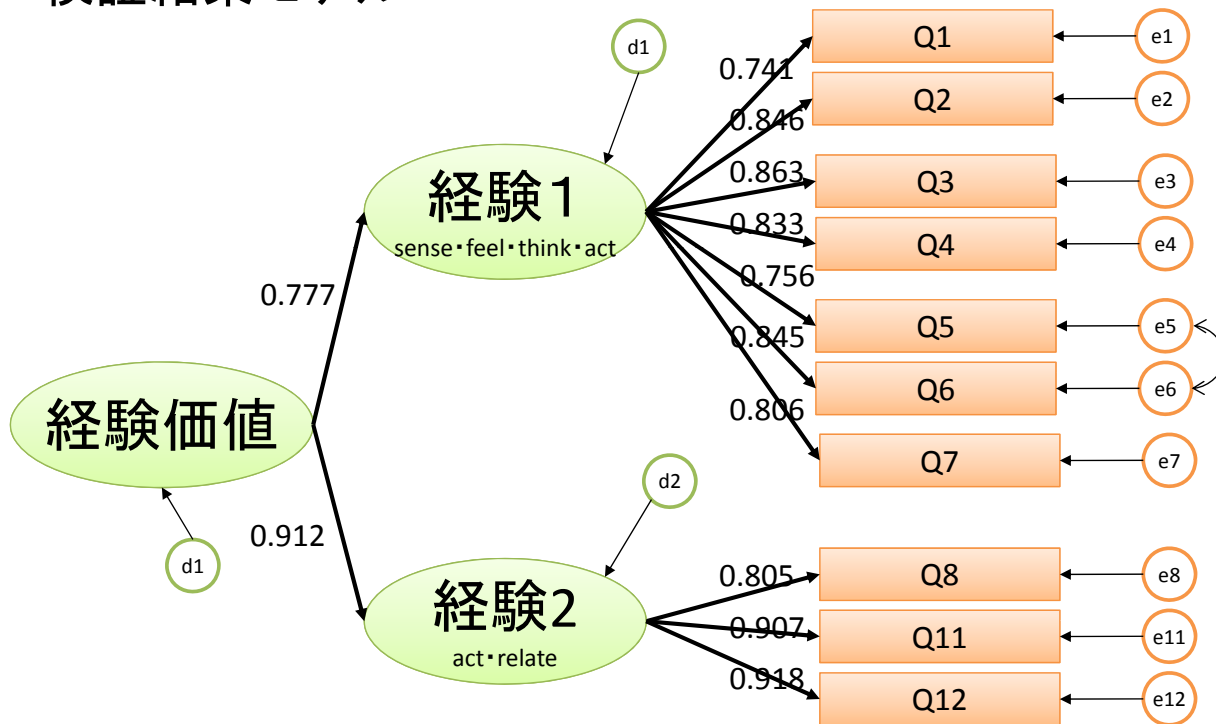 d1
Q1
e1
0.741
Q2
e2
0.846
経験1
sense・feel・think・act
0.863
Q3
e3
0.833
Q4
e4
0.756
0.777
Q5
e5
0.845
Q6
e6
0.806
経験価値
Q7
e7
d2
0.912
d1
0.805
Q8
e8
経験2
act・relate
0.907
Q11
e11
0.918
Q12
e12